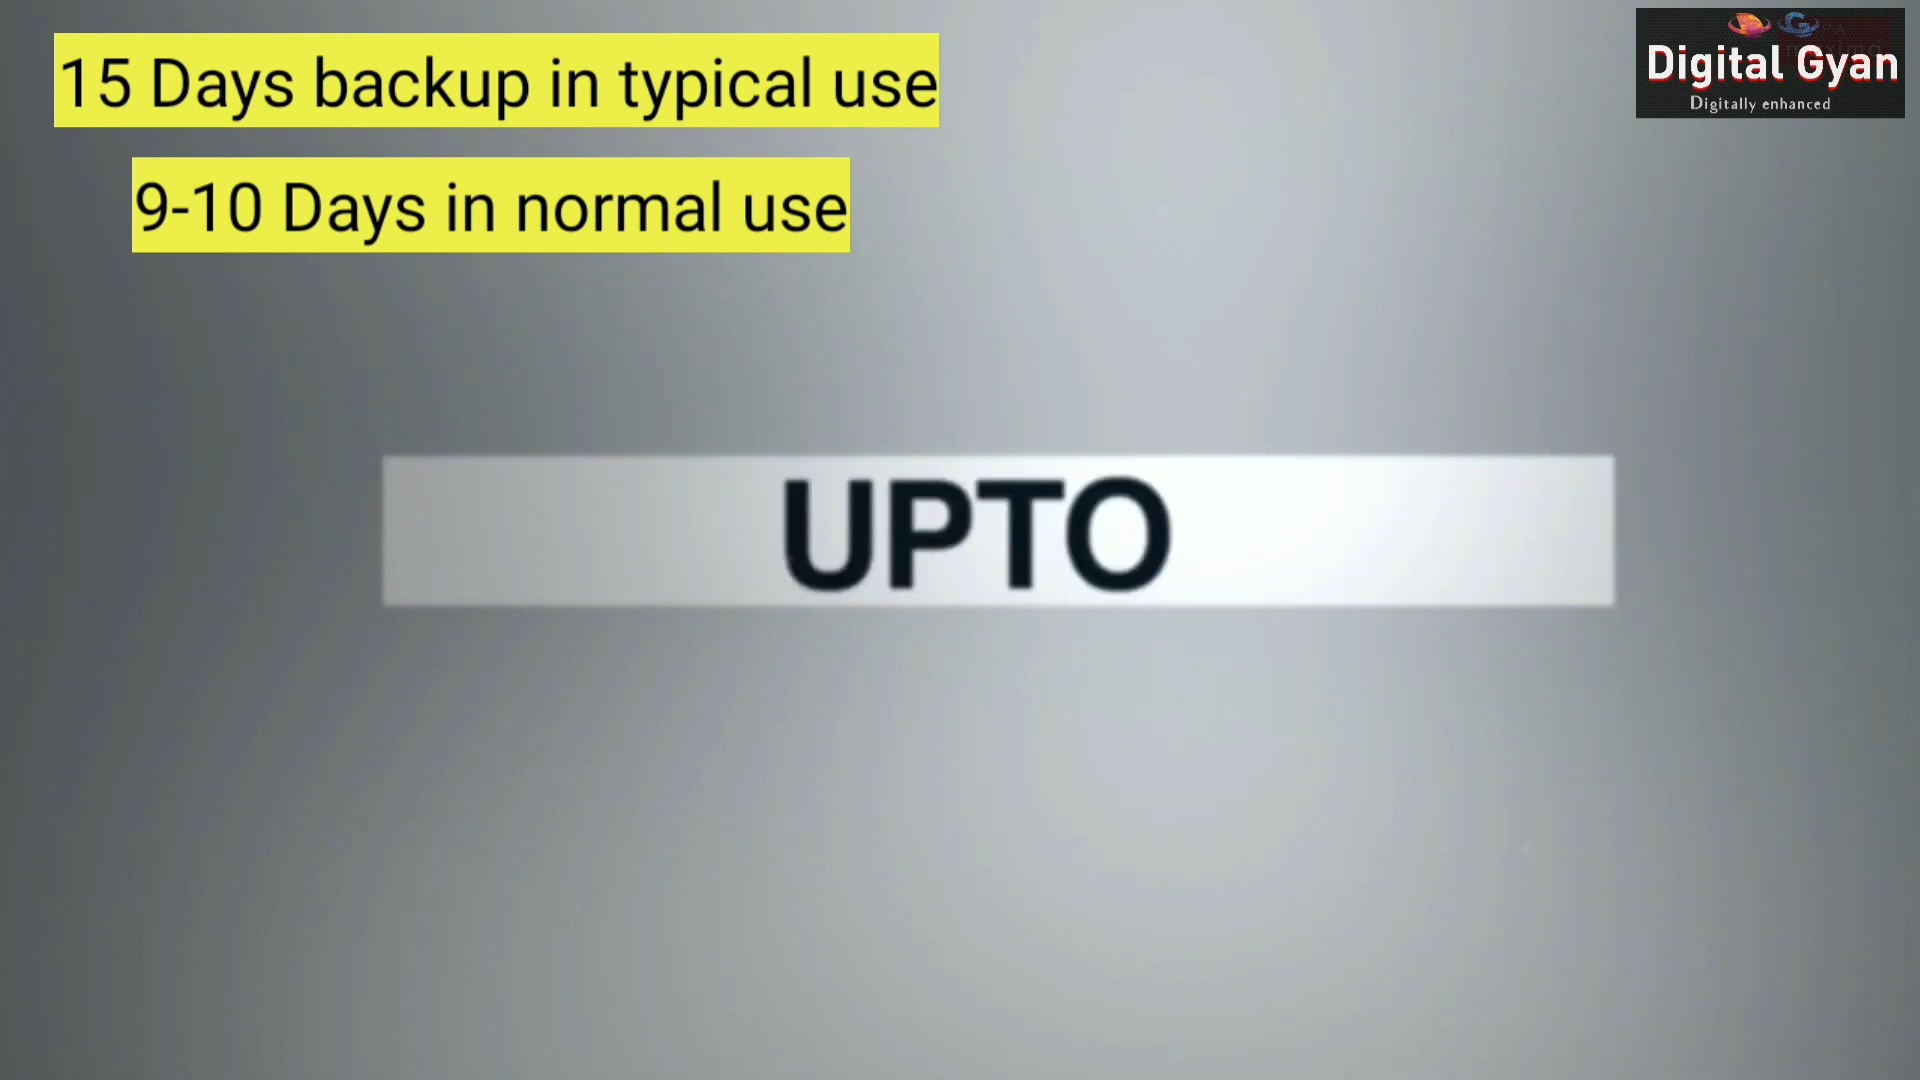 15 Days backup in typical use
9-10 Days in normal use
Digital Gyan
Digitally enhanced
UPTO